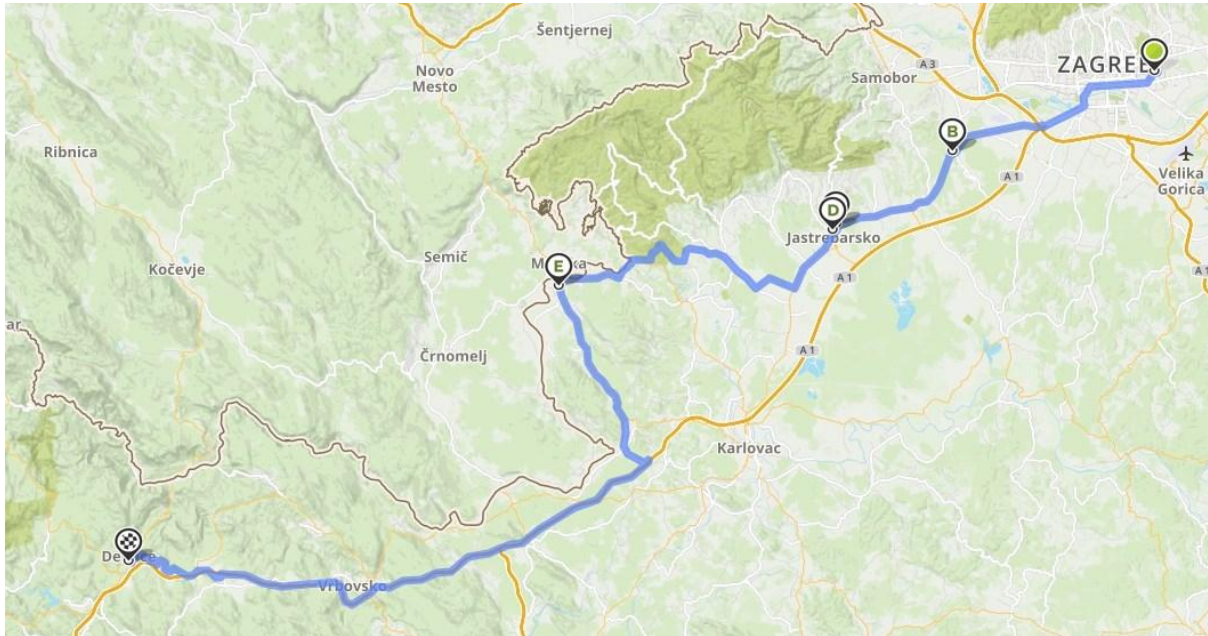 Šentjernej
A3
ZAGREB
Novo
Mesto
Samobor
B
Ribnica
A1
Velika
Gorica
D
Jastrebarsko
Semič
E
Kočevje
A1
A1
Črnomelj
A1
Karlovac
Vrbovsko